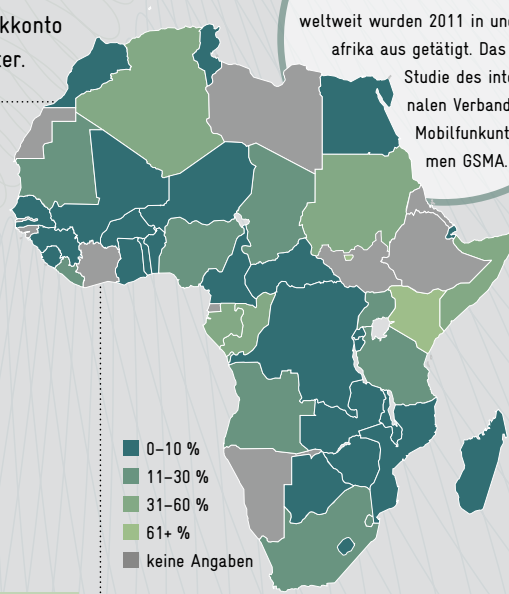 kkonto
ter.
weltweit wurden 2011 in und
afrika aus getätigt. Das
Studie des inte
nalen Verband
Mobilfunkunt
men GSMA.
0–10 %
11–30 %
31–60 %
61+ %
keine Angaben